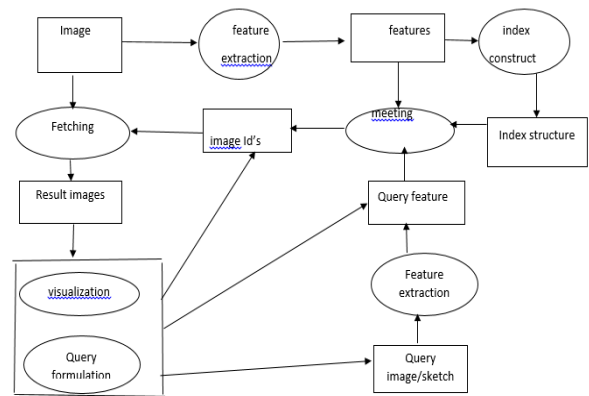 Image
feature
extraction
features
index
construct
Fetching
image Id's
meeting
Index structure
Result images
Query feature
visualization
Feature
extraction
Query
formulation
Query
image/sketch